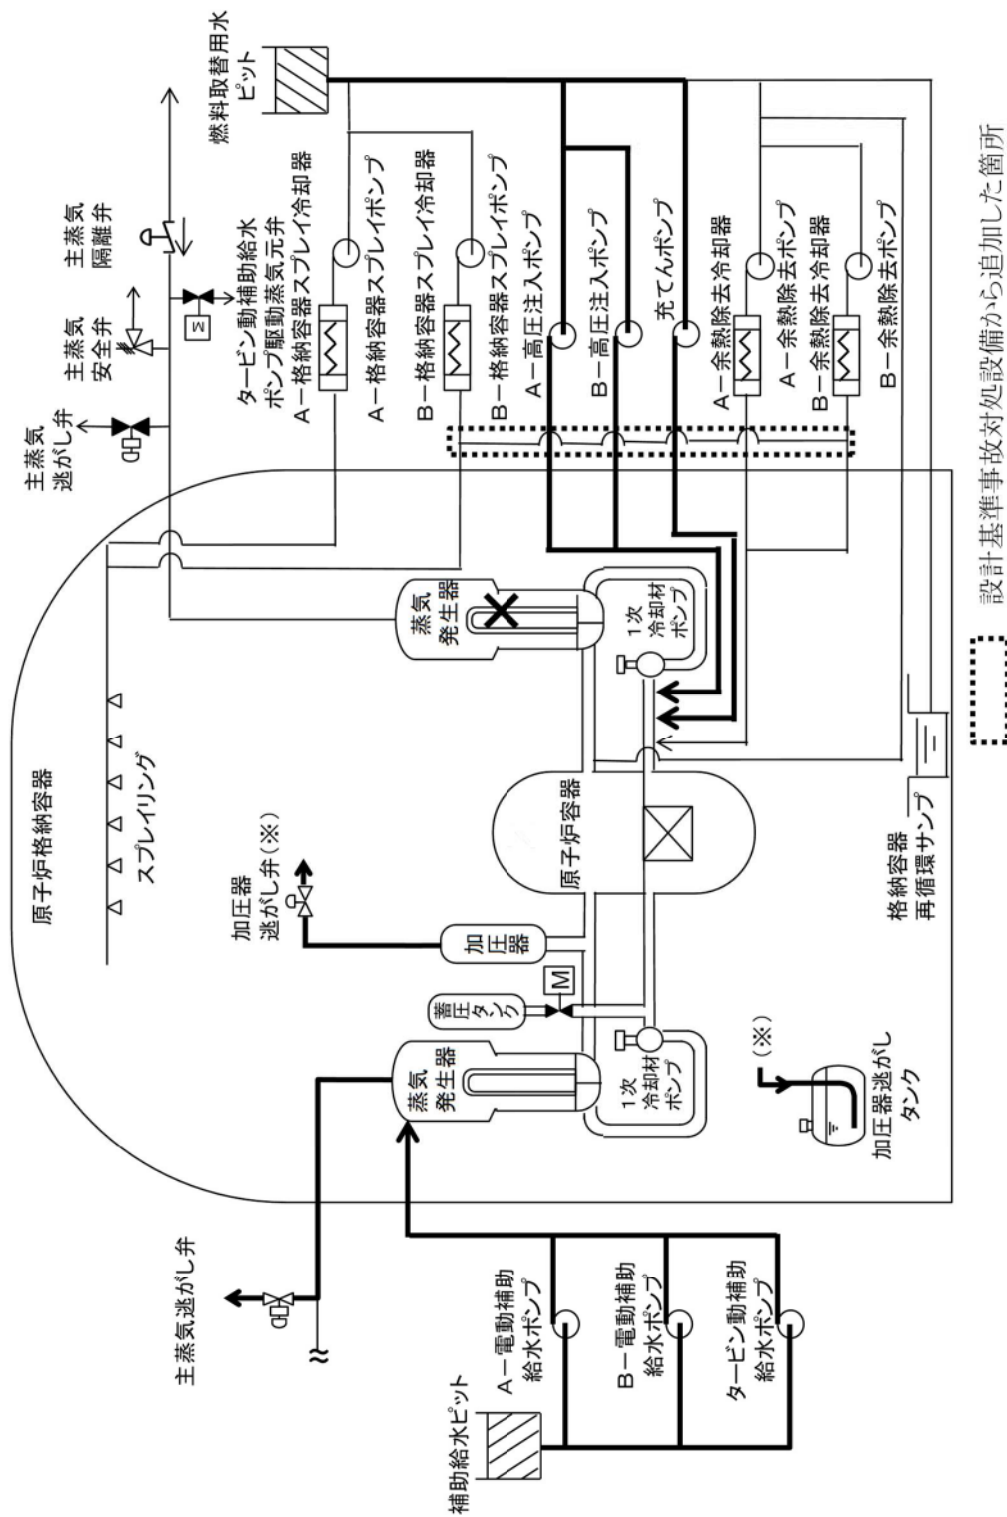 原子炉格納容器
スプレイリング
主蒸気
逃がし弁
主蒸気
安全弁
主蒸気
隔離弁
M
タービン動補助給水
ポンプ駆動蒸気元弁
燃料取替用水
ピット
A－格納容器スプレイ冷却器
A－格納容器スプレイポンプ
B－格納容器スプレイ冷却器
B－格納容器スプレイポンプ
A－高圧注入ポンプ
B－高圧注入ポンプ
充てんポンプ
A－余熱除去冷却器
A－余熱除去ポンプ
B－余熱除去冷却器
B－余熱除去ポンプ
主蒸気逃がし弁
加圧器
逃がし弁(※)
加圧器
蓄圧
タンク
M
蒸気
発生器
蒸気
発生器
1次
冷却材
ポンプ
1次
冷却材
ポンプ
原子炉容器
補助給水ピット
A－電動補助
給水ポンプ
B－電動補助
給水ポンプ
タービン動補助
給水ポンプ
(※)
加圧器逃がし
タンク
格納容器
再循環サンプ
設計基準事故対処設備から追加した箇所